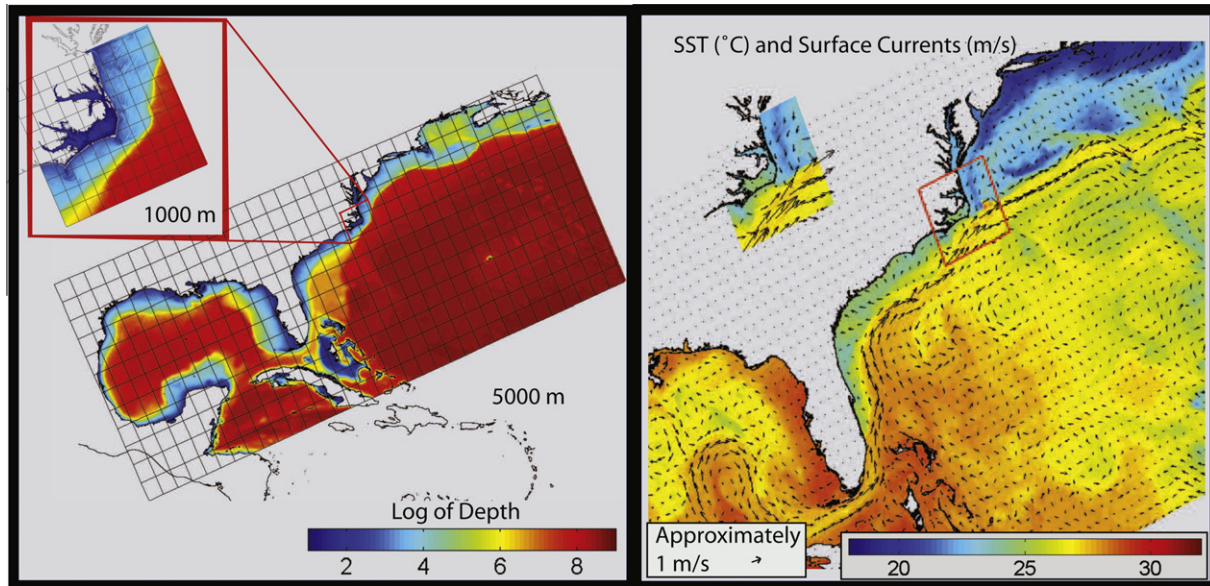 1000 m
5000 m
Log of Depth
2 4 6 8
SST (˚C) and Surface Currents (m/s)
Approximately
1 m/s
20 25 30